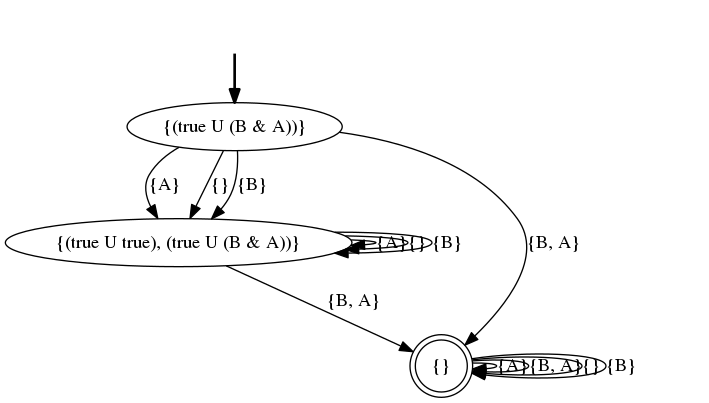 {(true U (B & A))}
{A} {} {B}
{(true U true), (true U (B & A))} {A} {} {B} {B, A}
{B, A}
{} {A} {B, A} {} {B}